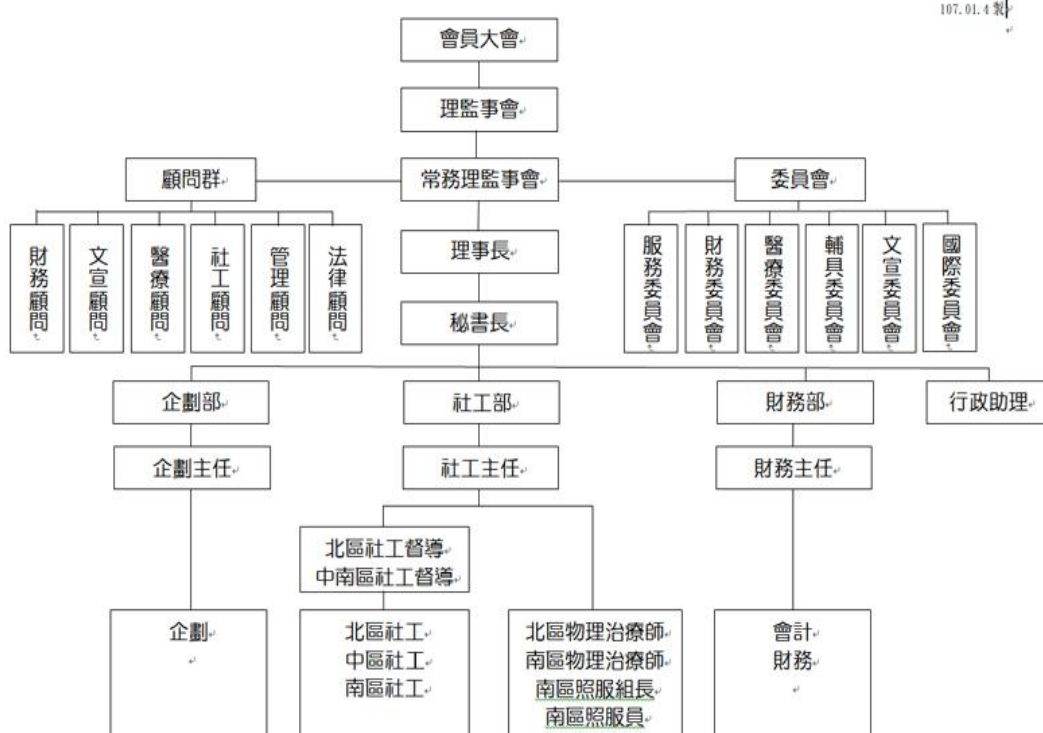 107.01.4 製
會員大會
理監事會
顧問群
常務理監事會
委員會
財務顧問
文宣顧問
醫療顧問
社工顧問
管理顧問
法律顧問
理事長
秘書長
服務委員會
財務委員會
醫療委員會
輔具委員會
文宣委員會
國際委員會
企劃部
社工部
財務部
行政助理
企劃主任
社工主任
財務主任
北區社工督導
中南區社工督導
企劃
北區社工
中區社工
南區社工
北區物理治療師
南區物理治療師
南區照服組長
南區照服員
會計
財務